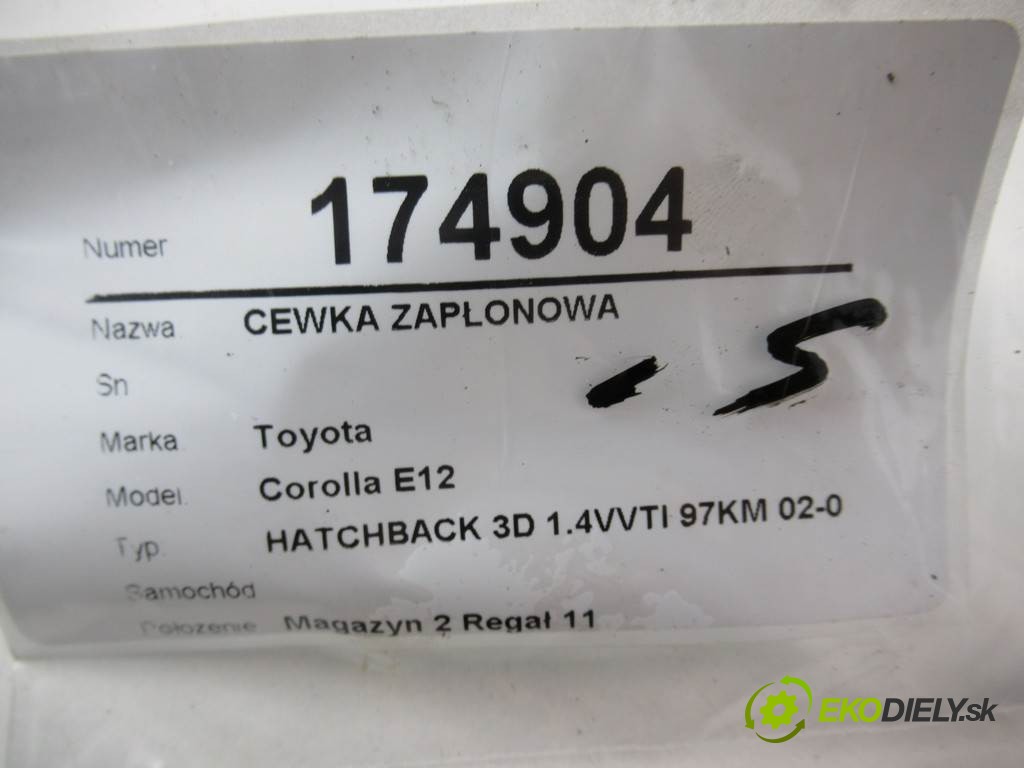 Numer 174904
Nazwa CEWKA ZAPŁONOWA
Sn
- 5
Marka Toyota
Model Corolla E12
Typ HATCHBACK 3D 1.4VVTI 97KM 02-0
Samochód
Położenie Magazyn 2 Regał 11
EKODIELY.sk